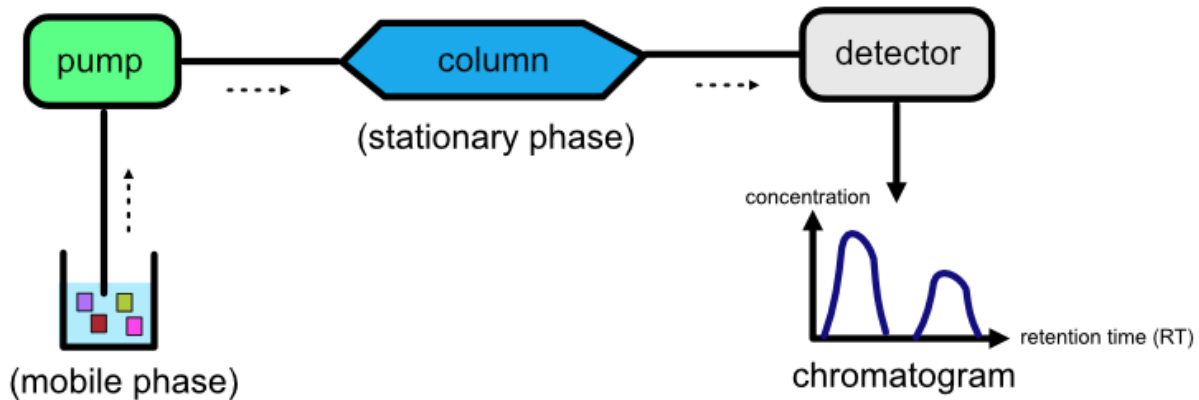 pump
column
detector
(stationary phase)
concentration
retention time (RT)
(mobile phase)
chromatogram